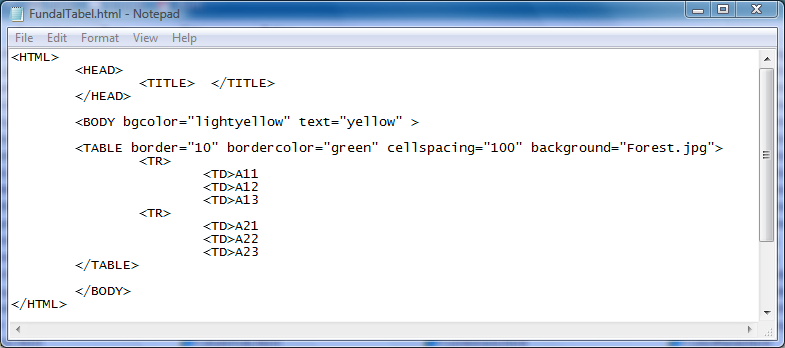 FundalTabel.html - Notepad
File Edit Format View Help
<HTML>
<HEAD>
<TITLE>  </TITLE>
</HEAD>
<BODY bgcolor="lightyellow" text="yellow" >
<TABLE border="10" bordercolor="green" cellspacing="100" background="Forest.jpg">
<TR>
<TD>A11
<TD>A12
<TD>A13
<TR>
<TD>A21
<TD>A22
<TD>A23
</TABLE>
</BODY>
</HTML>